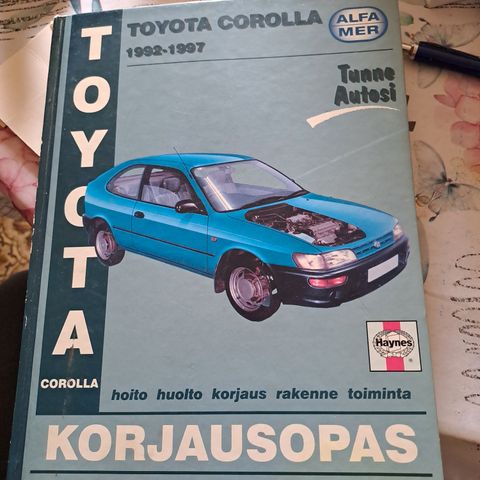 TOYOTA COROLLA
1992-1997
ALFA
MER
Tunne
Autosi
TOYOTA
COROLLA
Haynes
hoito huolto korjaus rakenne toiminta
KORJAUSOPAS